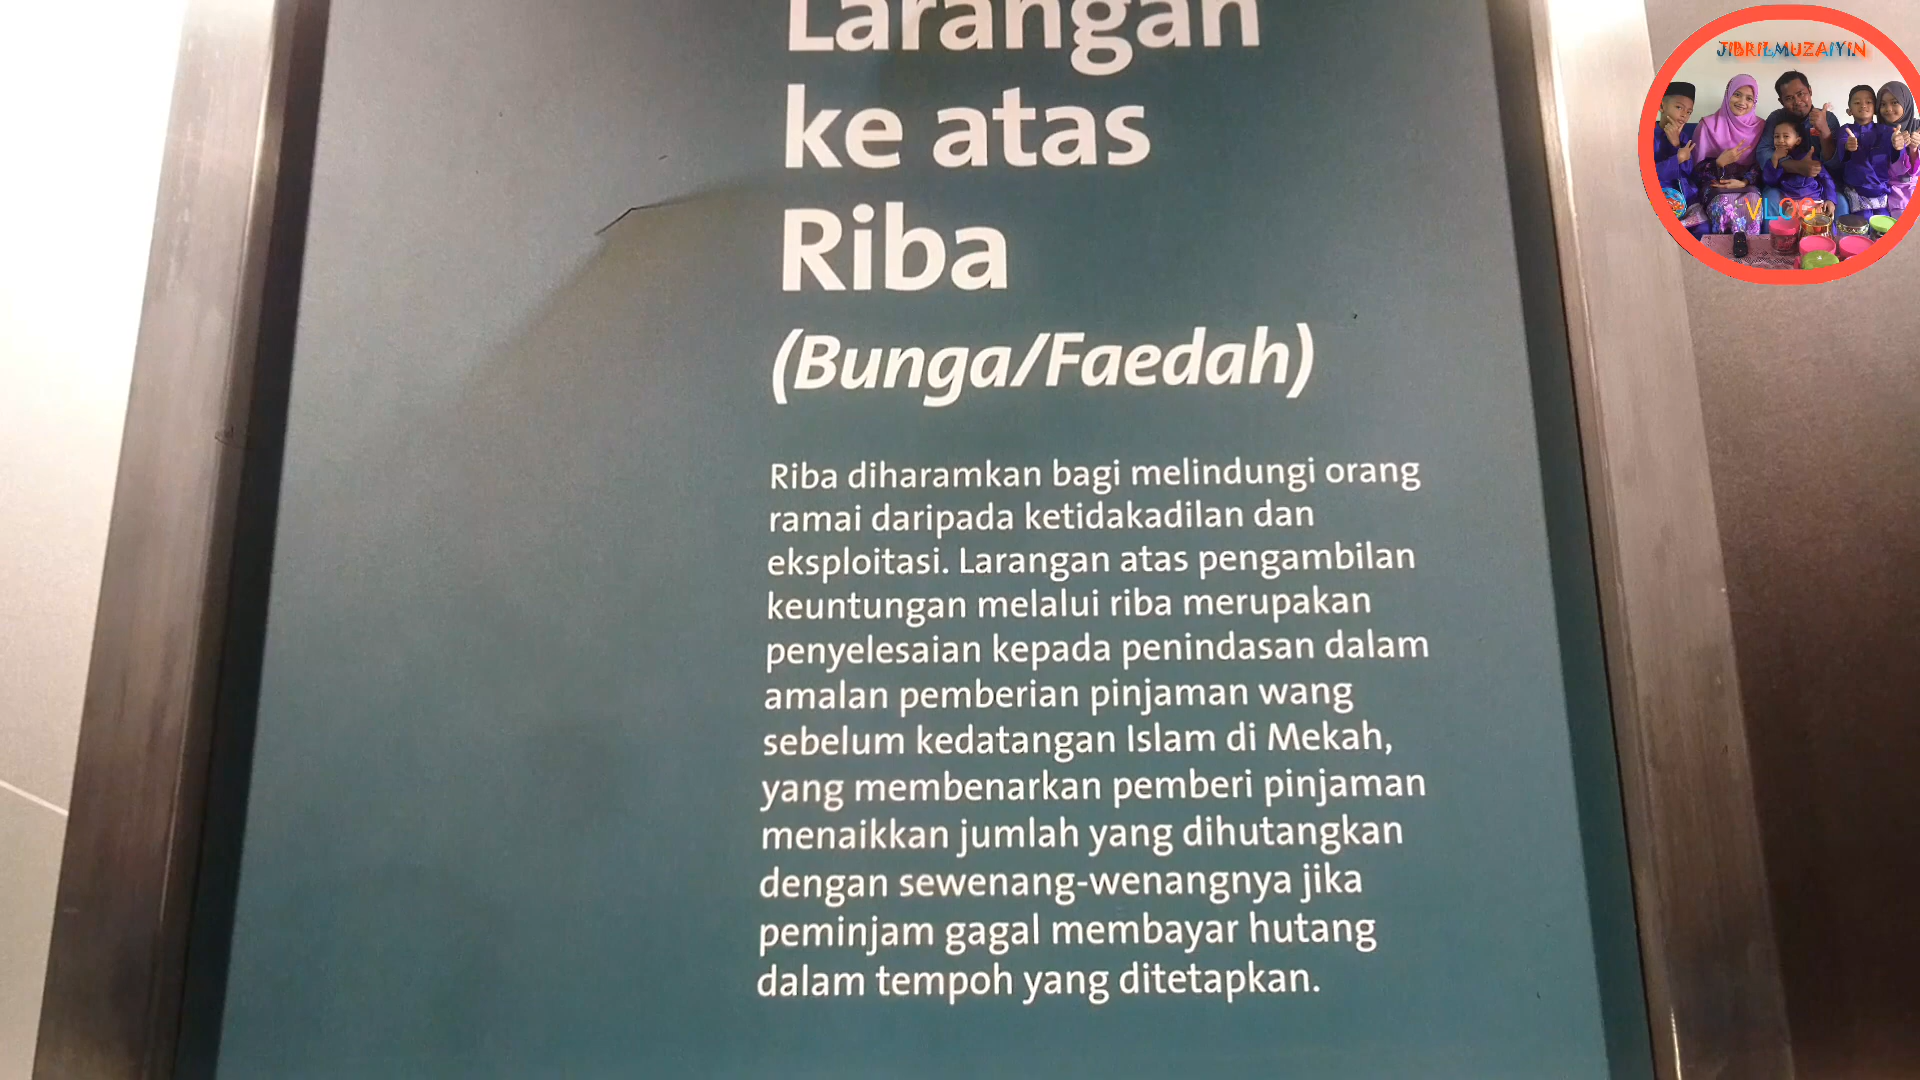 Larangan
ke atas
Riba
(Bunga/Faedah)
Riba diharamkan bagi melindungi orang
ramai daripada ketidakadilan dan
eksploitasi. Larangan atas pengambilan
keuntungan melalui riba merupakan
penyelesaian kepada penindasan dalam
amalan pemberian pinjaman wang
sebelum kedatangan Islam di Mekah,
yang membenarkan pemberi pinjaman
menaikkan jumlah yang dihutangkan
dengan sewenang-wenangnya jika
peminjam gagal membayar hutang
dalam tempoh yang ditetapkan.
JIBRILMUZAIYIN
VLOG